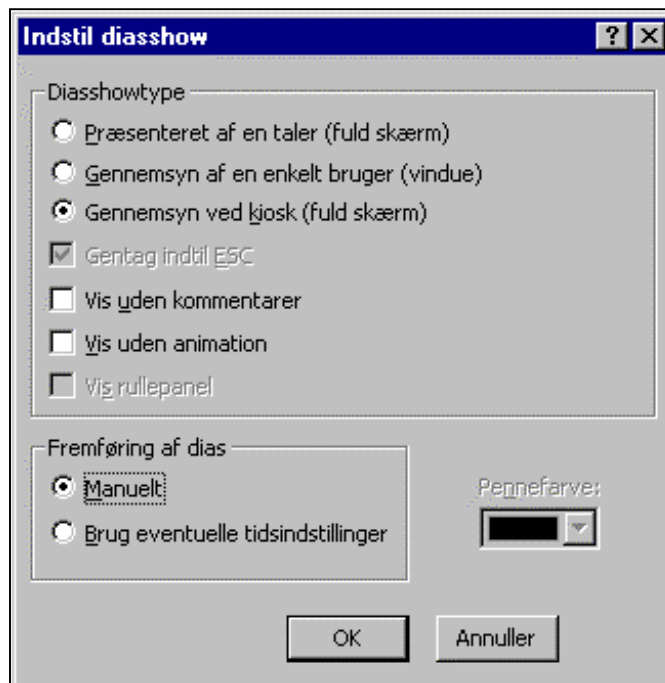 Indstil diasshow
Diasshowtype
Præsenteret af en taler (fuld skærm)
Gennemsyn af en enkelt bruger (vindue)
Gennemsyn ved kiosk (fuld skærm)
Gentag indtil ESC
Vis uden kommentarer
Vis uden animation
Vis rullepanel
Fremføring af dias
Manuelt
Brug eventuelle tidsindstillinger
Pennefarve:
OK
Annuller